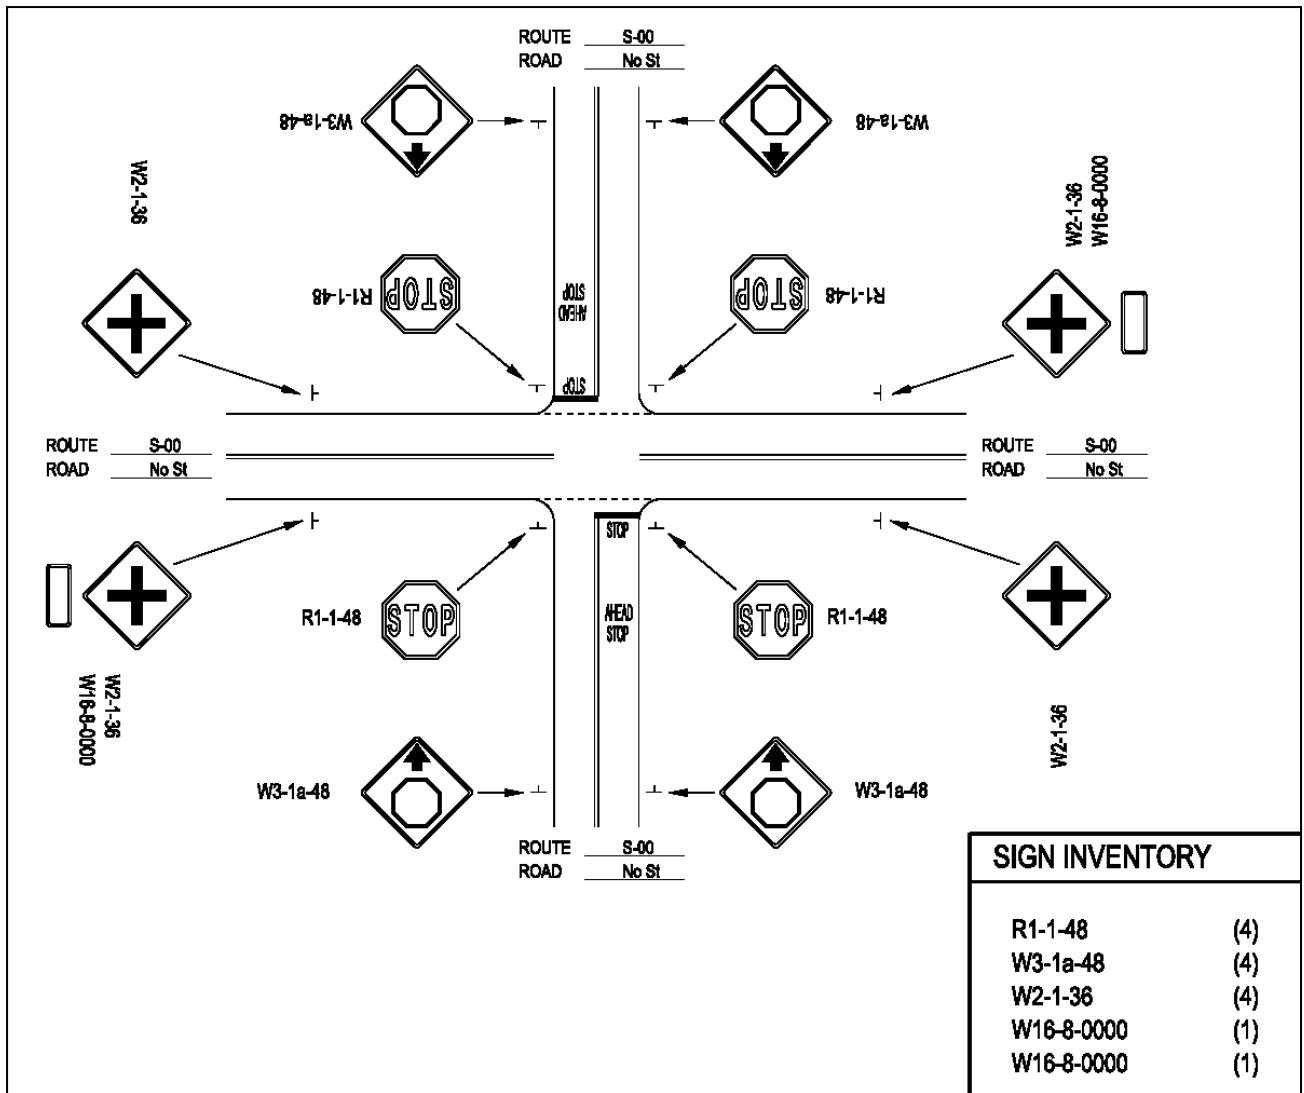 ROUTE S-00
ROAD No St
W3-1a-48
W3-1a-48
W2-1-36
W2-1-36
W16-8-0000
R1-1-48
STOP
STOP
AHEAD
STOP
R1-1-48
STOP
ROUTE S-00
ROAD No St
ROUTE S-00
ROAD No St
STOP
R1-1-48
STOP
AHEAD
STOP
STOP
R1-1-48
W2-1-36
W16-8-0000
W2-1-36
W3-1a-48
W3-1a-48
ROUTE S-00
ROAD No St
SIGN INVENTORY
R1-1-48 (4)
W3-1a-48 (4)
W2-1-36 (4)
W16-8-0000 (1)
W16-8-0000 (1)